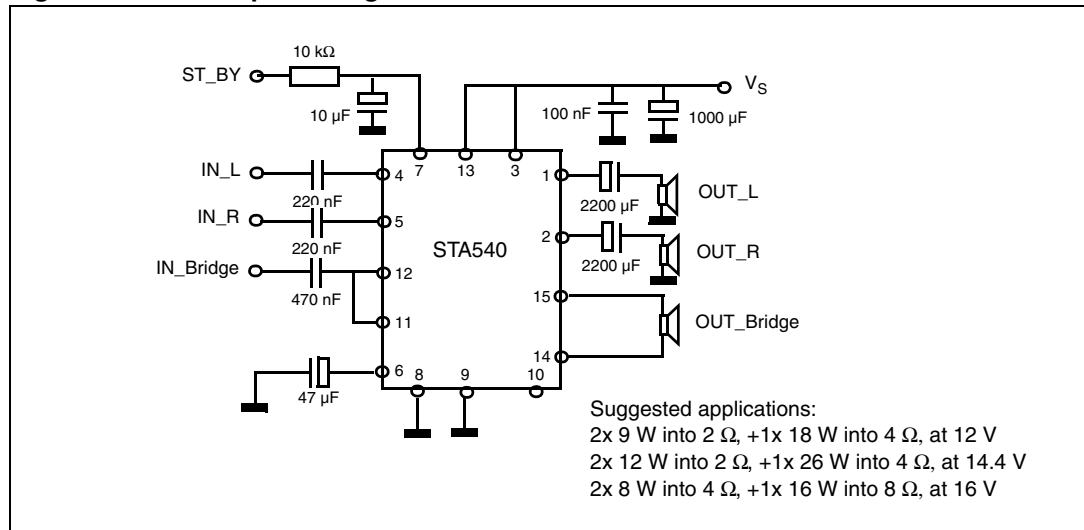 10 kΩ
ST_BY
10 µF
100 nF
1000 µF
V_S
IN_L
220 nF
IN_R
220 nF
IN_Bridge
470 nF
47 µF
4
5
12
11
6
7
13
3
STA540
1
2
15
14
8
9
10
2200 µF
OUT_L
2200 µF
OUT_R
OUT_Bridge
Suggested applications:
2x 9 W into 2 Ω, +1x 18 W into 4 Ω, at 12 V
2x 12 W into 2 Ω, +1x 26 W into 4 Ω, at 14.4 V
2x 8 W into 4 Ω, +1x 16 W into 8 Ω, at 16 V